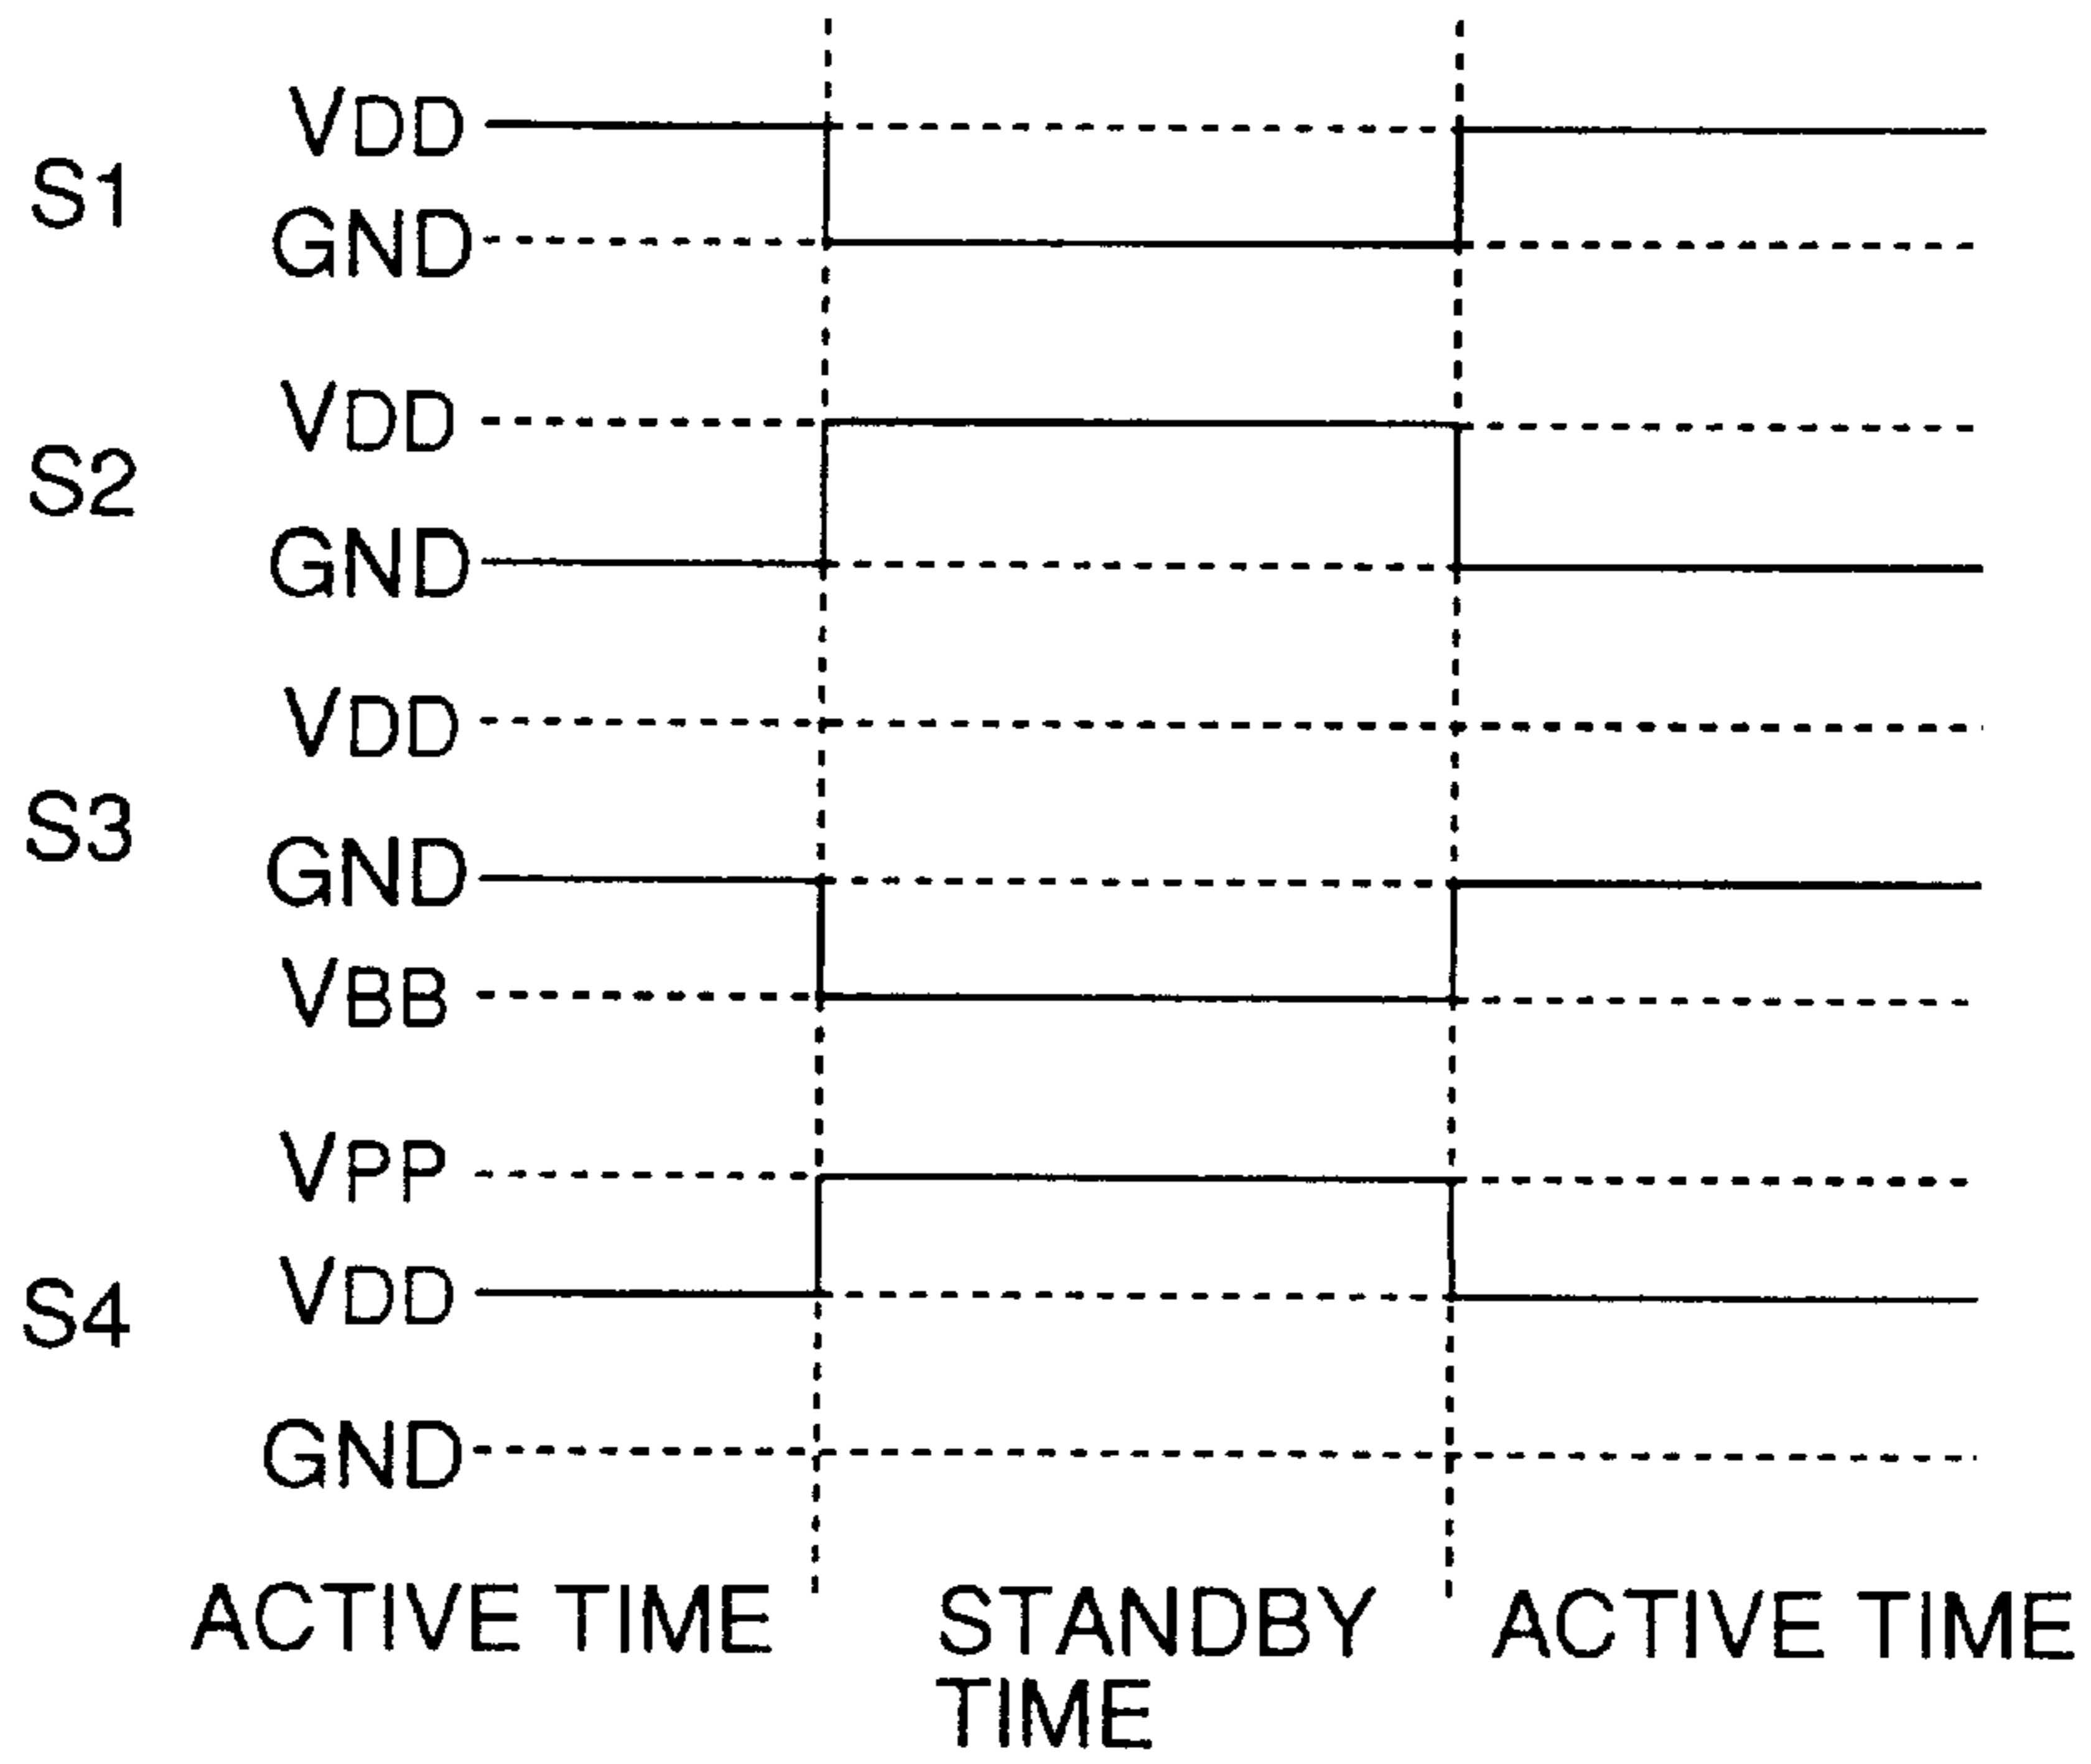 VDD
S1
GND
VDD
S2
GND
VDD
S3
GND
VBB
VPP
VDD
S4
GND
ACTIVE TIME STANDBY ACTIVE TIME
TIME